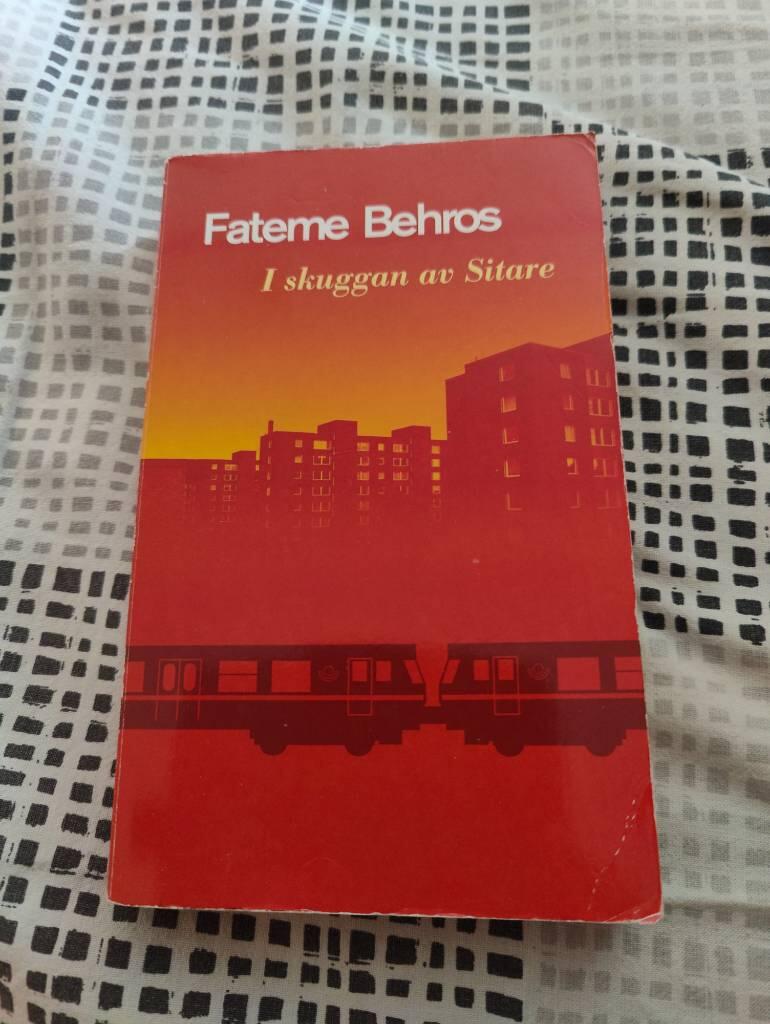 Fateme Behros
I skuggan av Sitare